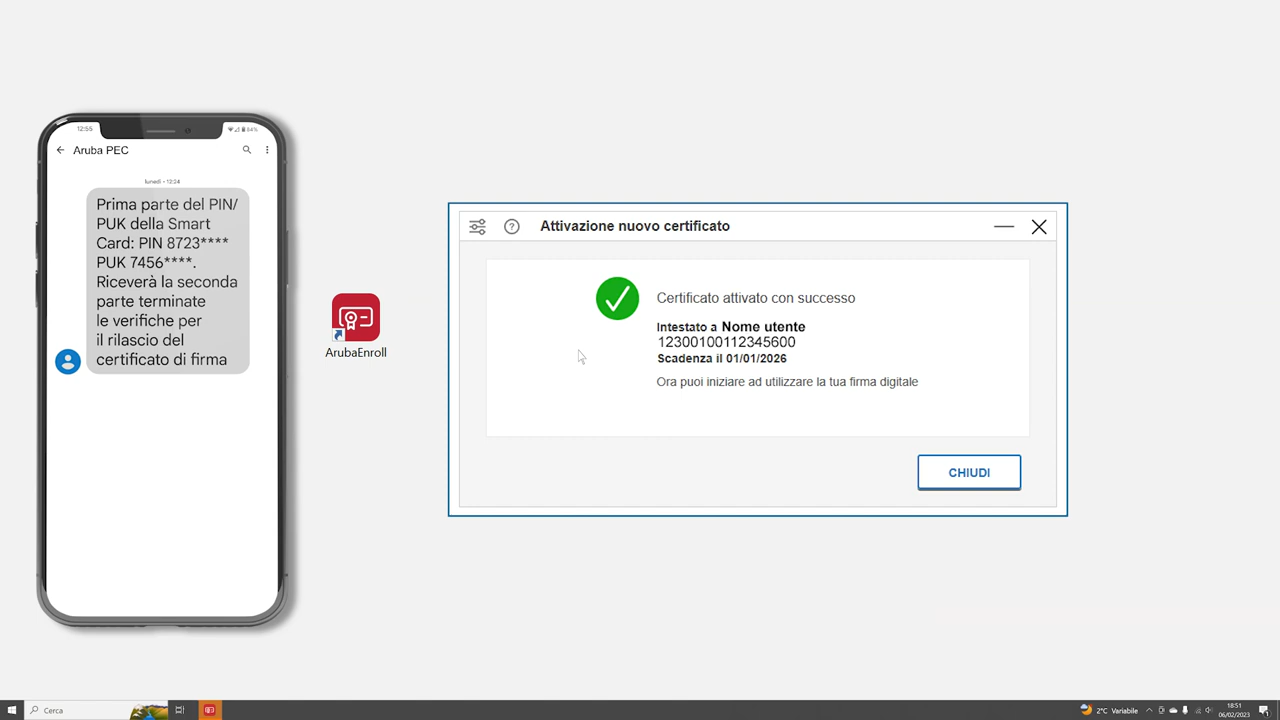 12:55
84%
Aruba PEC
lunedì • 12:24
Prima parte del PIN/
PUK della Smart
Card: PIN 8723****
PUK 7456****.
Riceverà la seconda
parte terminate
le verifiche per
il rilascio del
certificato di firma
ArubaEnroll
Attivazione nuovo certificato
Certificato attivato con successo
Intestato a Nome utente
12300100112345600
Scadenza il 01/01/2026
Ora puoi iniziare ad utilizzare la tua firma digitale
CHIUDI
Cerca
2°C Variabile
18:51
06/02/2023